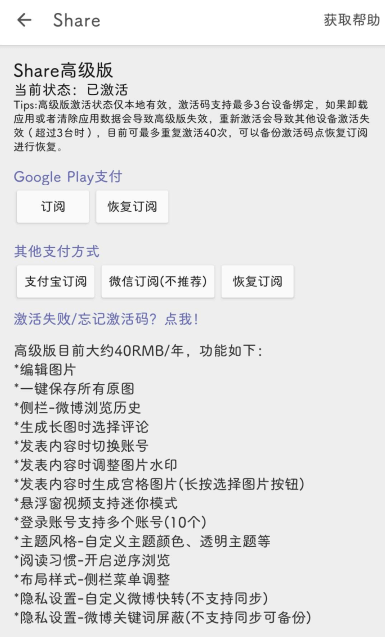 Share
获取帮助
Share高级版
当前状态：已激活
Tips:高级版激活状态仅本地有效，激活码支持最多3台设备绑定，如果卸载
应用或者清除应用数据会导致高级版失效，重新激活会导致其他设备激活失
效（超过3台时），目前可最多重复激活40次，可以备份激活码点恢复订阅
进行恢复。
Google Play支付
订阅
恢复订阅
其他支付方式
支付宝订阅
微信订阅(不推荐)
恢复订阅
激活失败/忘记激活码？点我！
高级版目前大约40RMB/年，功能如下：
*编辑图片
*一键保存所有原图
*侧栏-微博浏览历史
*生成长图时选择评论
*发表内容时切换账号
*发表内容时调整图片水印
*发表内容时生成宫格图片(长按选择图片按钮)
*悬浮窗视频支持迷你模式
*登录账号支持多个账号(10个)
*主题风格-自定义主题颜色、透明主题等
*阅读习惯-开启逆序浏览
*布局样式-侧栏菜单调整
*隐私设置-自定义微博快转(不支持同步)
*隐私设置-微博关键词屏蔽(不支持同步可备份)